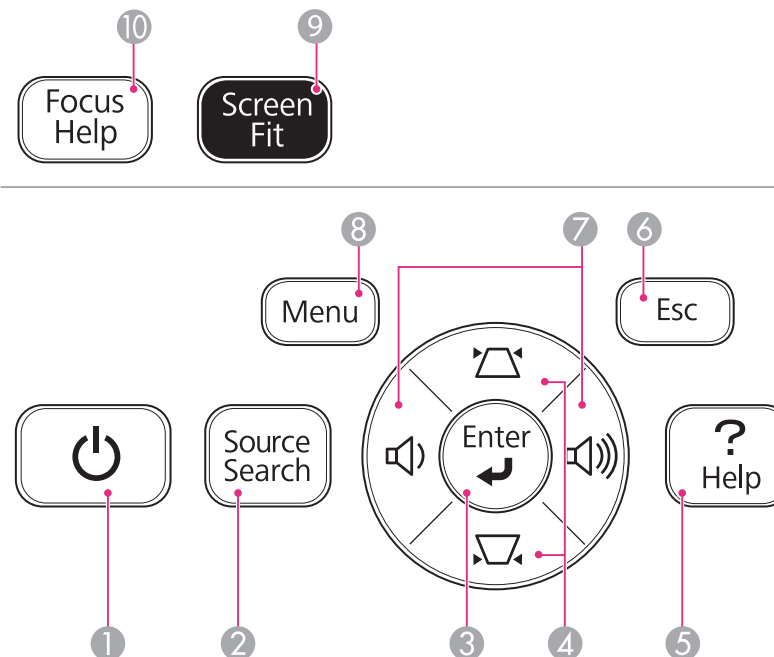 10
9
Focus
Help
Screen
Fit
8
7
6
Menu
Esc
Source
Search
Enter
?
Help
1
2
3
4
5